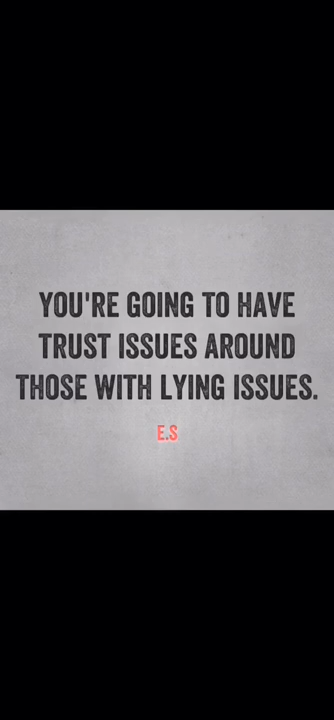 YOU'RE GOING TO HAVE
TRUST ISSUES AROUND
THOSE WITH LYING ISSUES.
E.S